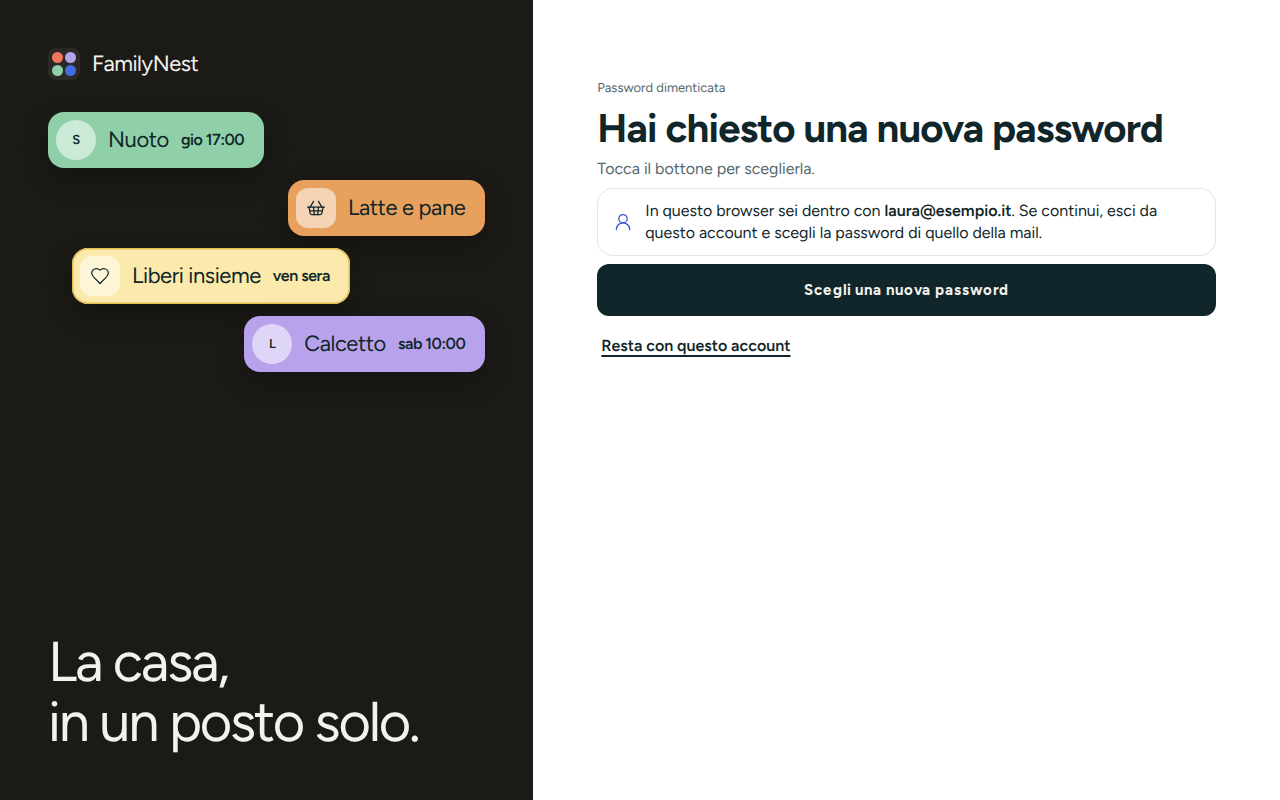 FamilyNest
S Nuoto gio 17:00
Latte e pane
Liberi insieme ven sera
L Calcetto sab 10:00
La casa,
in un posto solo.
Password dimenticata
Hai chiesto una nuova password
Tocca il bottone per sceglierla.
In questo browser sei dentro con laura@esempio.it. Se continui, esci da
questo account e scegli la password di quello della mail.
Scegli una nuova password
Resta con questo account